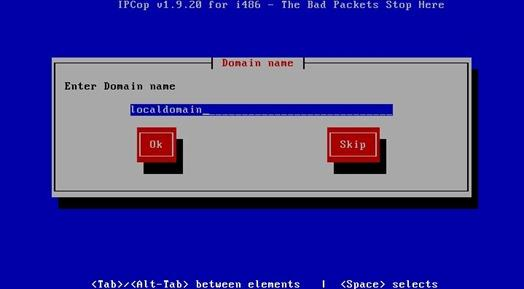 IPCop v1.9.20 for i486 - The Bad Packets Stop Here
Domain name
Enter Domain name
localdomain_
Ok Skip
<Tab>/<Alt-Tab> between elements | <Space> selects